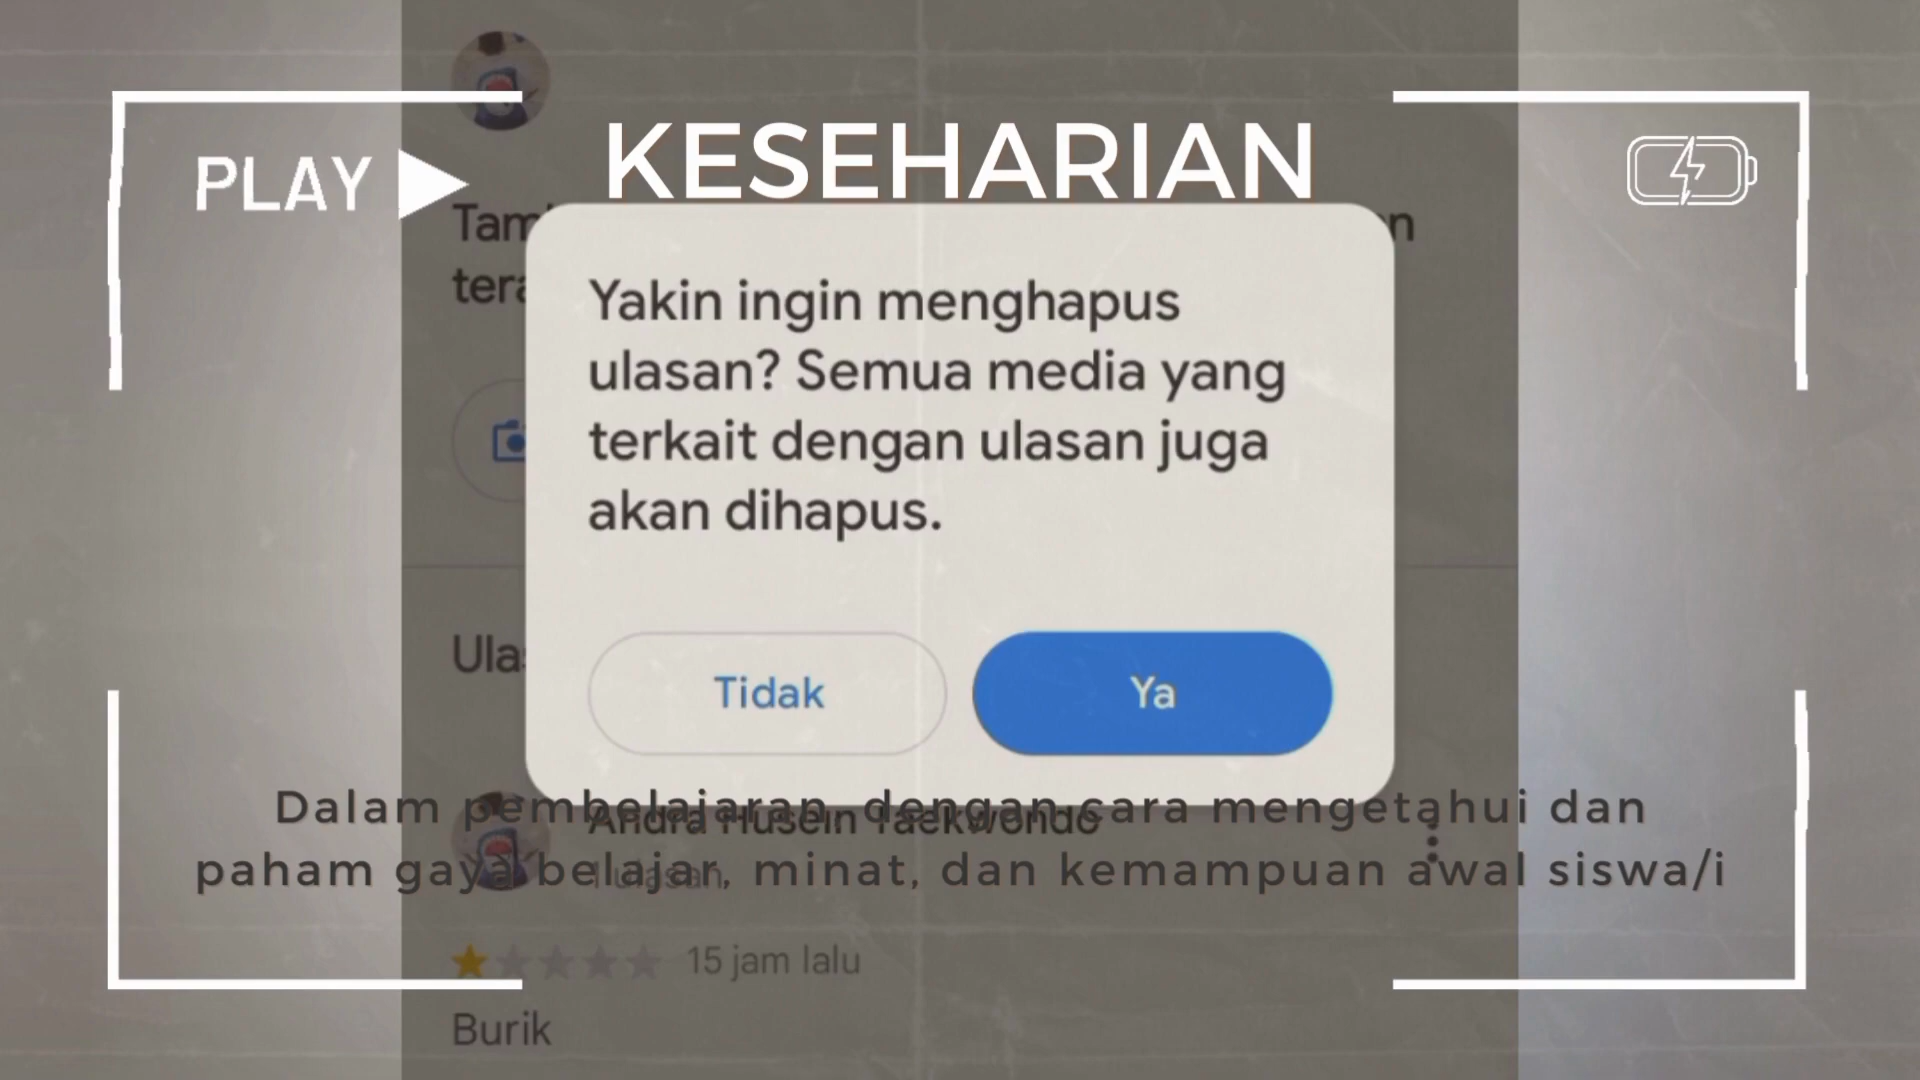 KESEHARIAN
PLAY
Yakin ingin menghapus
ulasan? Semua media yang
terkait dengan ulasan juga
akan dihapus.
Tidak
Ya
Andra Husein Taekwondo
Dalam pembelajaran, dengan cara mengetahui dan
paham gaya belajar, minat, dan kemampuan awal siswa/i
1 ulasan
15 jam lalu
Burik